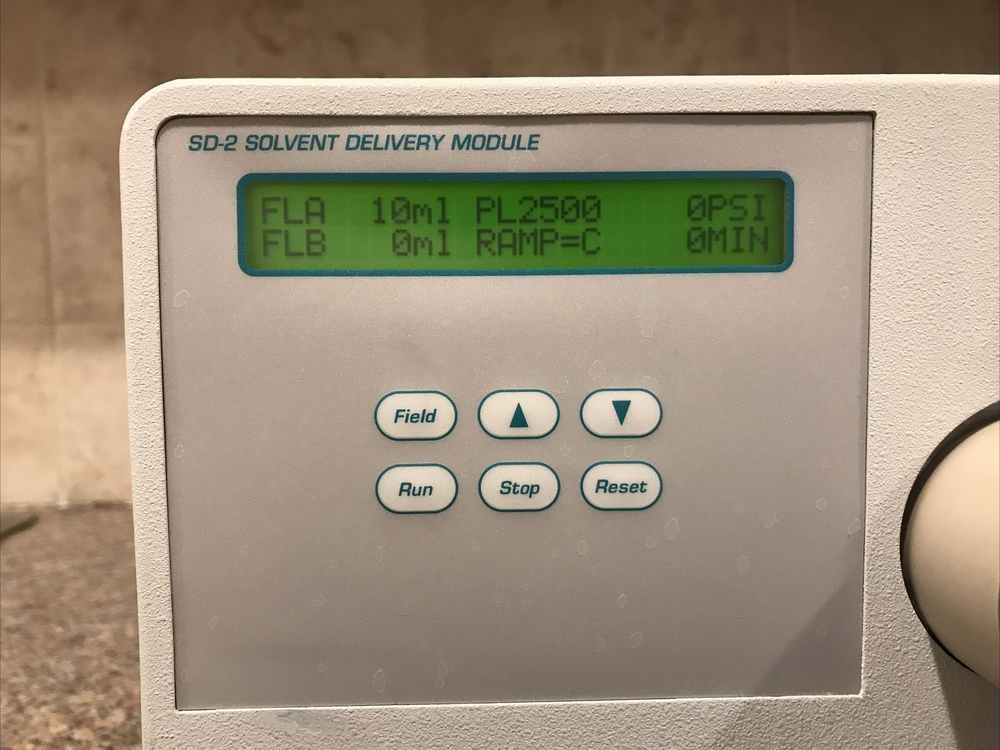 SD-2 SOLVENT DELIVERY MODULE
FLA 10ml PL2500 0PSI
FLB 0ml RAMP=C 0MIN
Field
Run Stop Reset